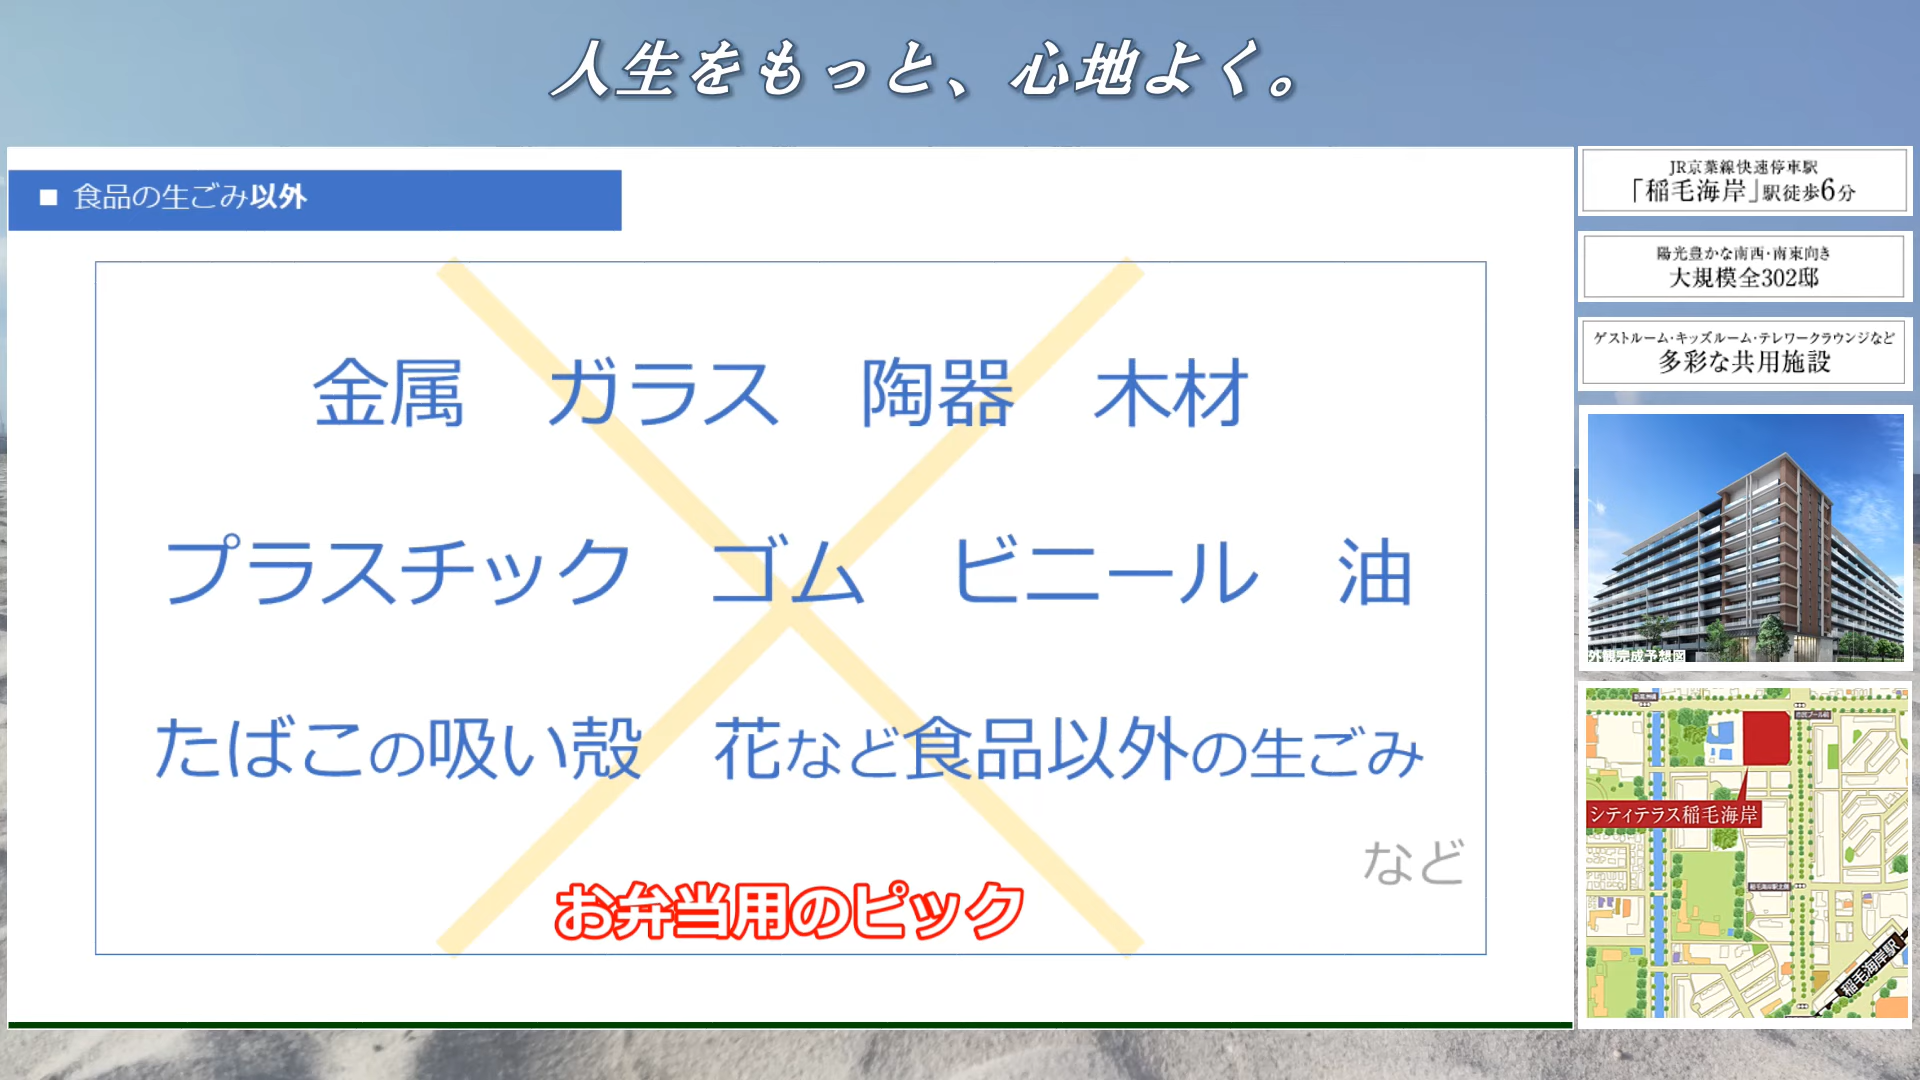 人生をもっと、心地よく。
■ 食品の生ごみ以外
金属 ガラス 陶器 木材
プラスチック ゴム ビニール 油
たばこの吸い殻 花など食品以外の生ごみ
など
お弁当用のピック
JR京葉線快速停車駅
「稲毛海岸」駅徒歩6分
陽光豊かな南西・南東向き
大規模全302邸
ゲストルーム・キッズルーム・テレワークラウンジなど
多彩な共用施設
外観完成予想図
シティテラス稲毛海岸
稲毛海岸駅